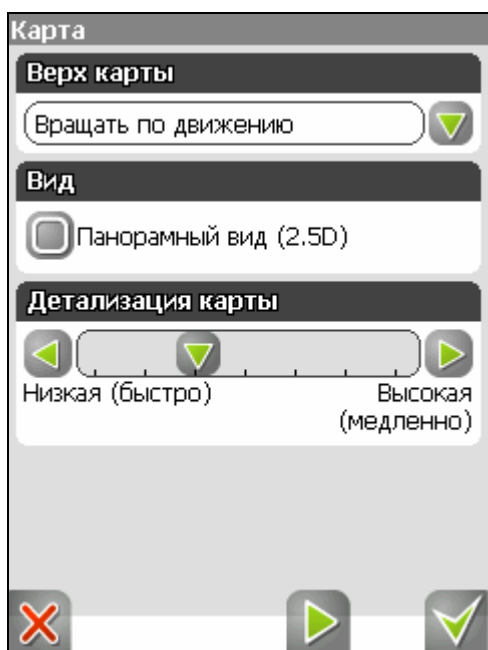 Карта
Верх карты
Вращать по движению
Вид
Панорамный вид (2.5D)
Детализация карты
Низкая (быстро)
Высокая
(медленно)